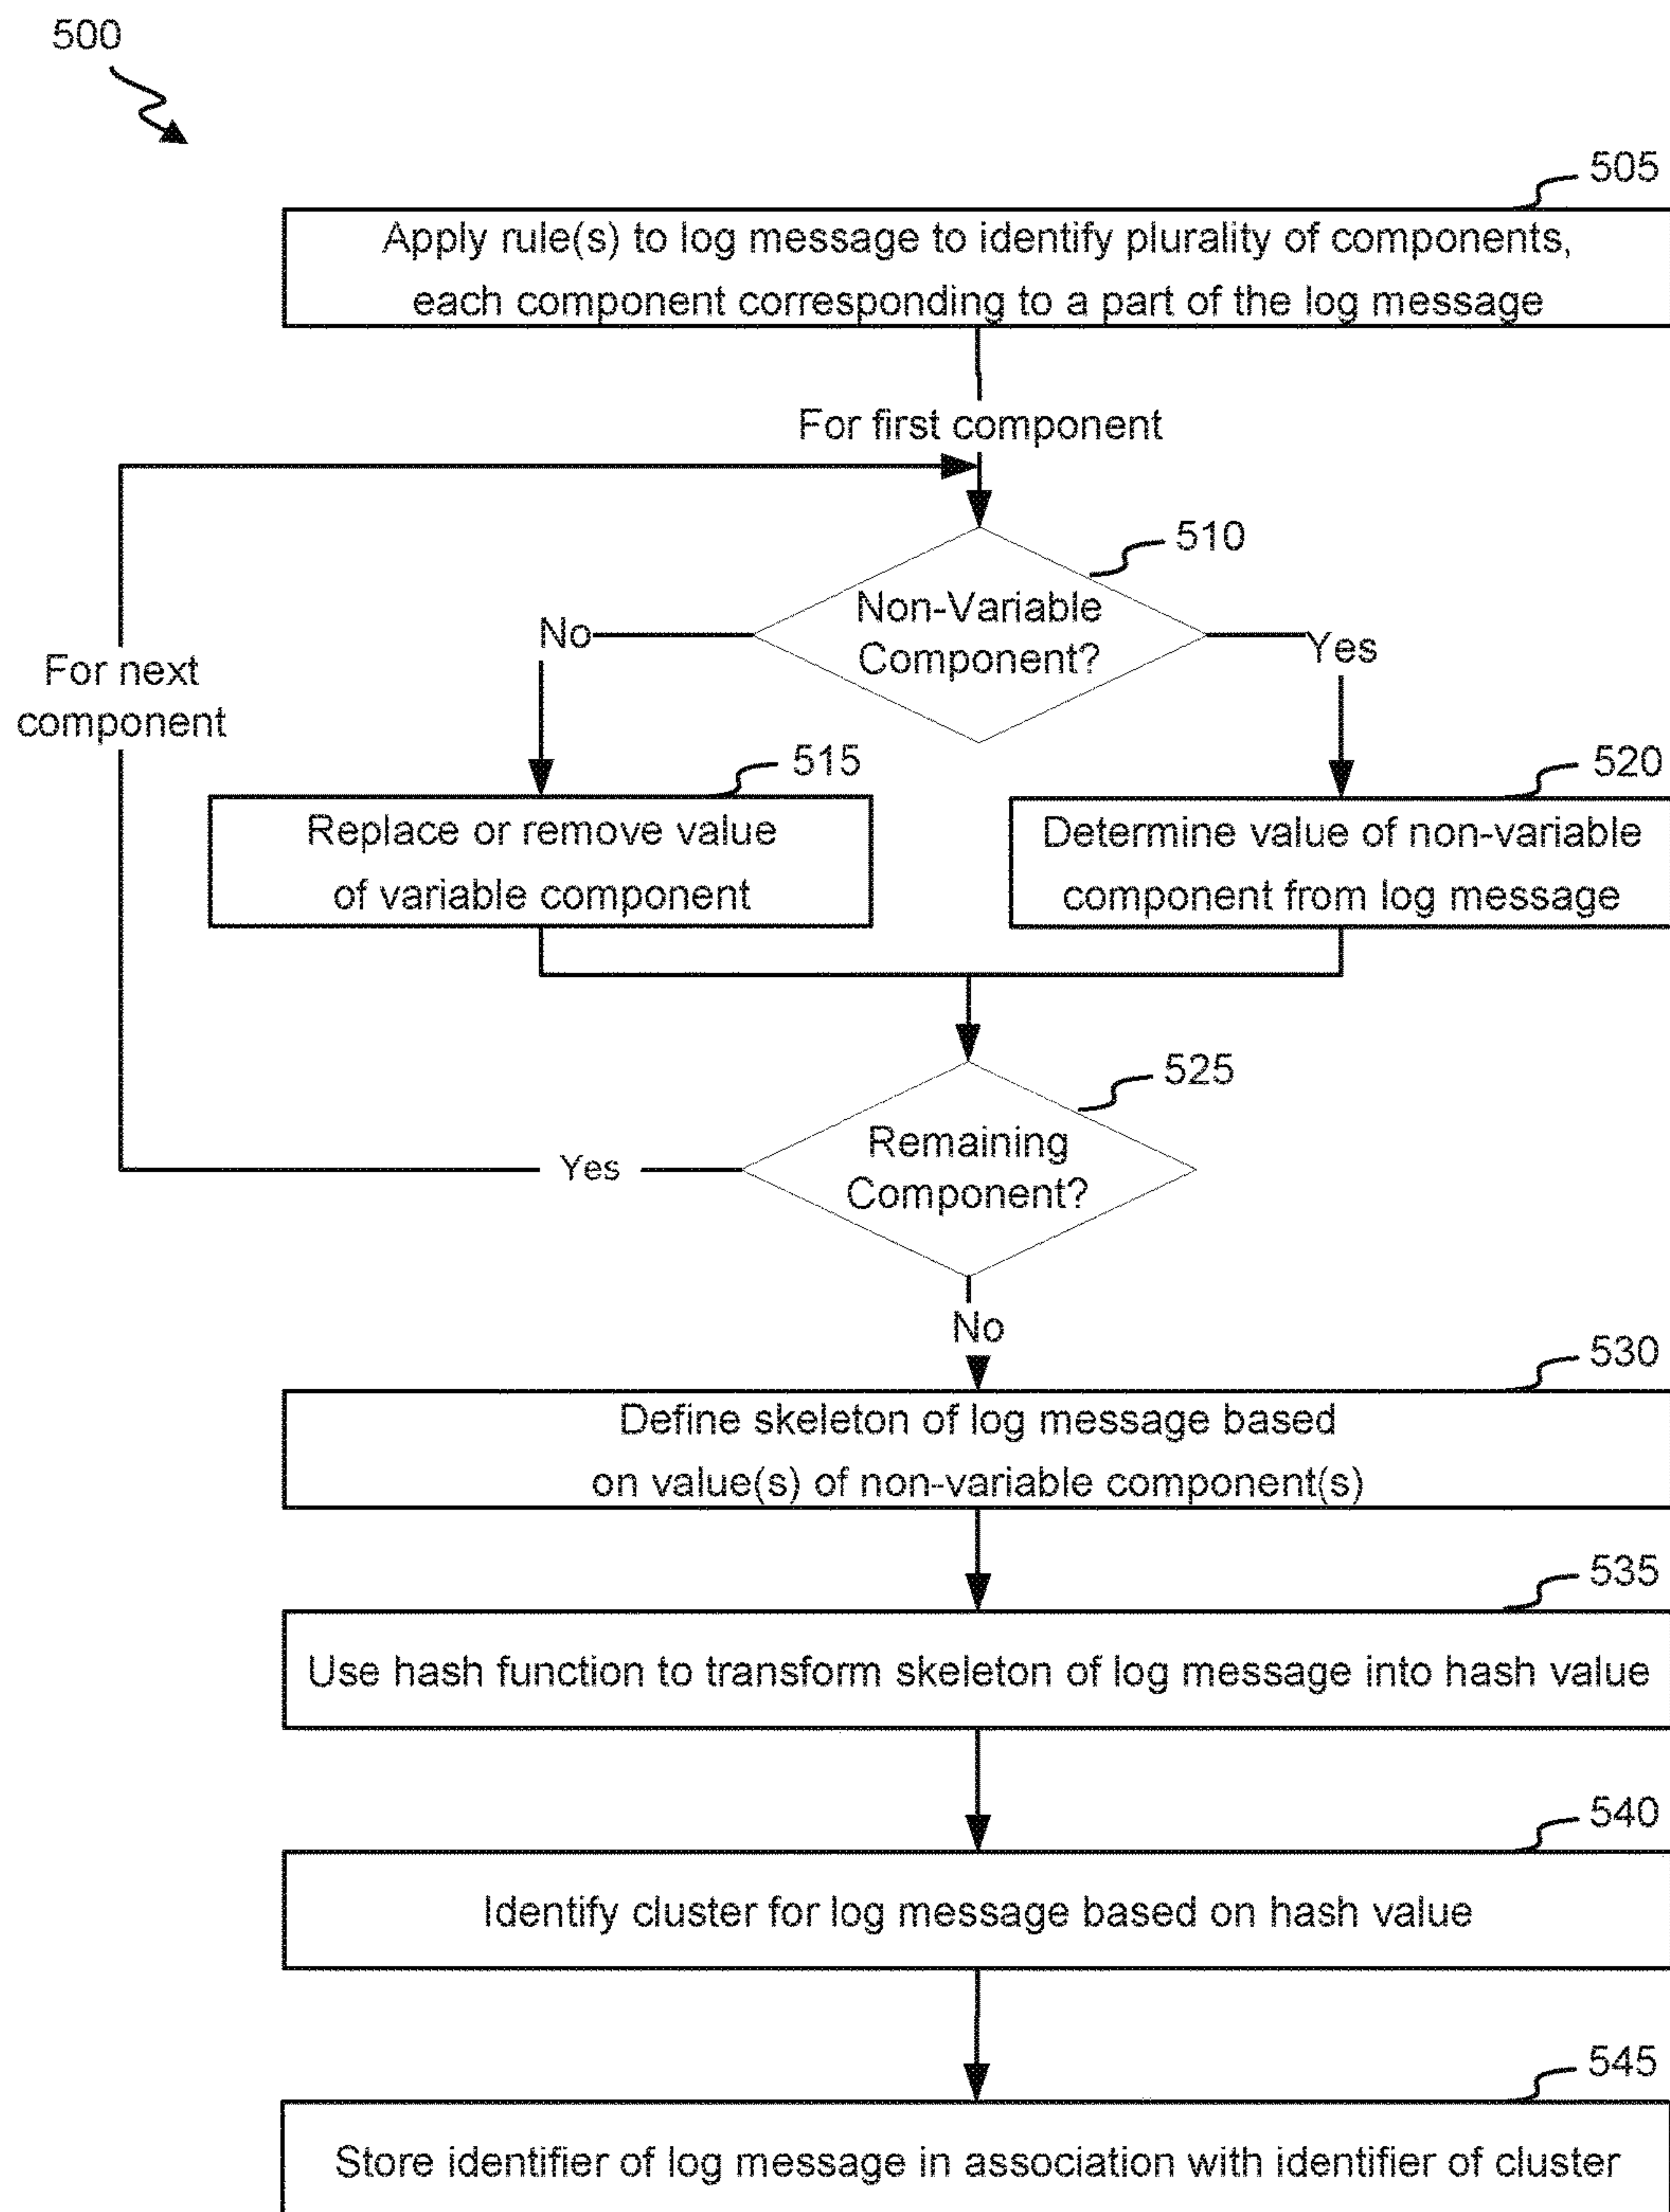 500
505
Apply rule(s) to log message to identify plurality of components,
each component corresponding to a part of the log message
For first component
510
Non-Variable
Component?
No
Yes
For next
component
515
Replace or remove value
of variable component
520
Determine value of non-variable
component from log message
525
Remaining
Component?
Yes
No
530
Define skeleton of log message based
on value(s) of non-variable component(s)
535
Use hash function to transform skeleton of log message into hash value
540
Identify cluster for log message based on hash value
545
Store identifier of log message in association with identifier of cluster